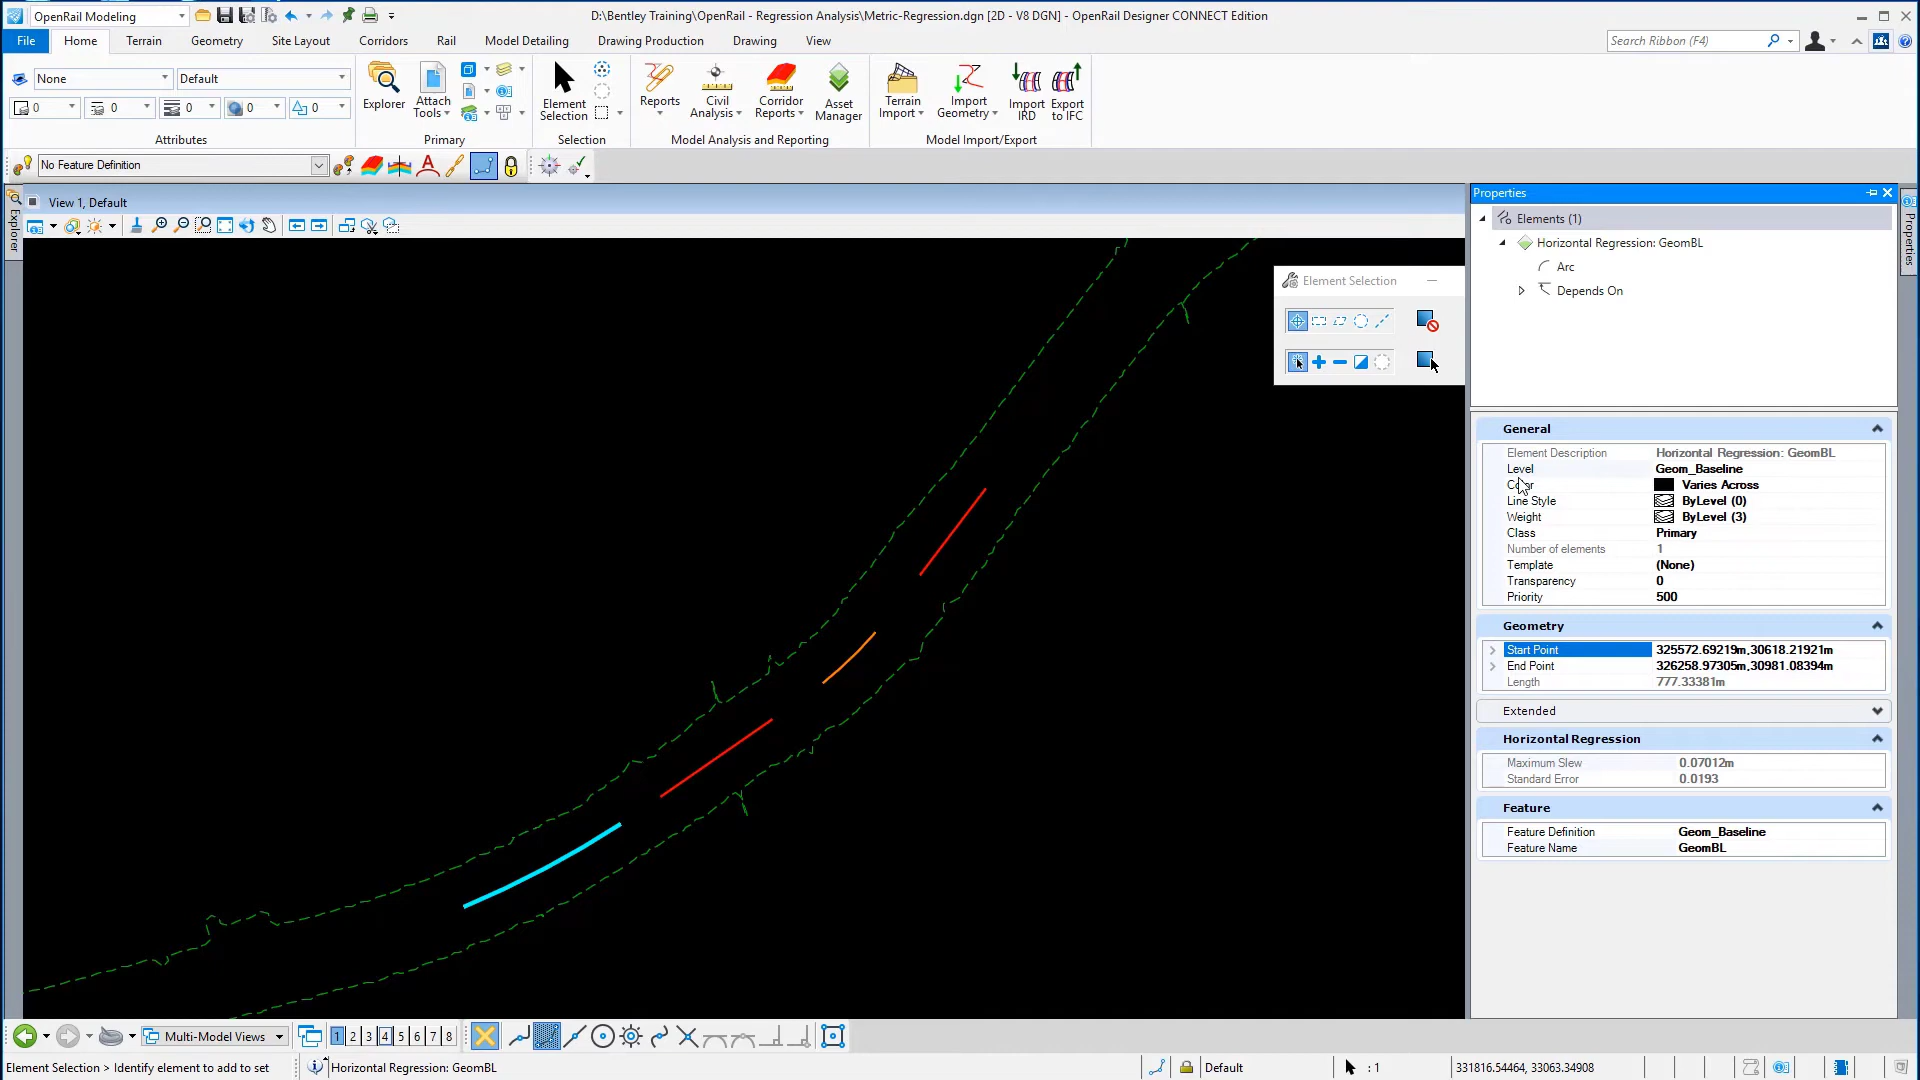 OpenRail Modeling
D:\Bentley Training\OpenRail - Regression Analysis\Metric-Regression.dgn [2D - V8 DGN] - OpenRail Designer CONNECT Edition
File Home Terrain Geometry Site Layout Corridors Rail Model Detailing Drawing Production Drawing View Search Ribbon (F4)
None Default
0 0 0 0 0
Explorer
Attach Tools
Element Selection
Reports
Civil Analysis
Corridor Reports
Asset Manager
Terrain Import
Import Geometry
Import IRD
Export to IFC
Attributes Primary Selection Model Analysis and Reporting Model Import/Export
No Feature Definition
Explorer
View 1, Default
Element Selection
Properties
Elements (1)
Horizontal Regression: GeomBL
Arc
Depends On
Properties
General
Element Description Horizontal Regression: GeomBL
Level Geom_Baseline
Color Varies Across
Line Style ByLevel (0)
Weight ByLevel (3)
Class Primary
Number of elements 1
Template (None)
Transparency 0
Priority 500
Geometry
Start Point 325572.69219m,30618.21921m
End Point 326258.97305m,30981.08394m
Length 777.33381m
Extended
Horizontal Regression
Maximum Slew 0.07012m
Standard Error 0.0193
Feature
Feature Definition Geom_Baseline
Feature Name GeomBL
Multi-Model Views 1 2 3 4 5 6 7 8
Element Selection > Identify element to add to set Horizontal Regression: GeomBL Default : 1 331816.54464, 33063.34908